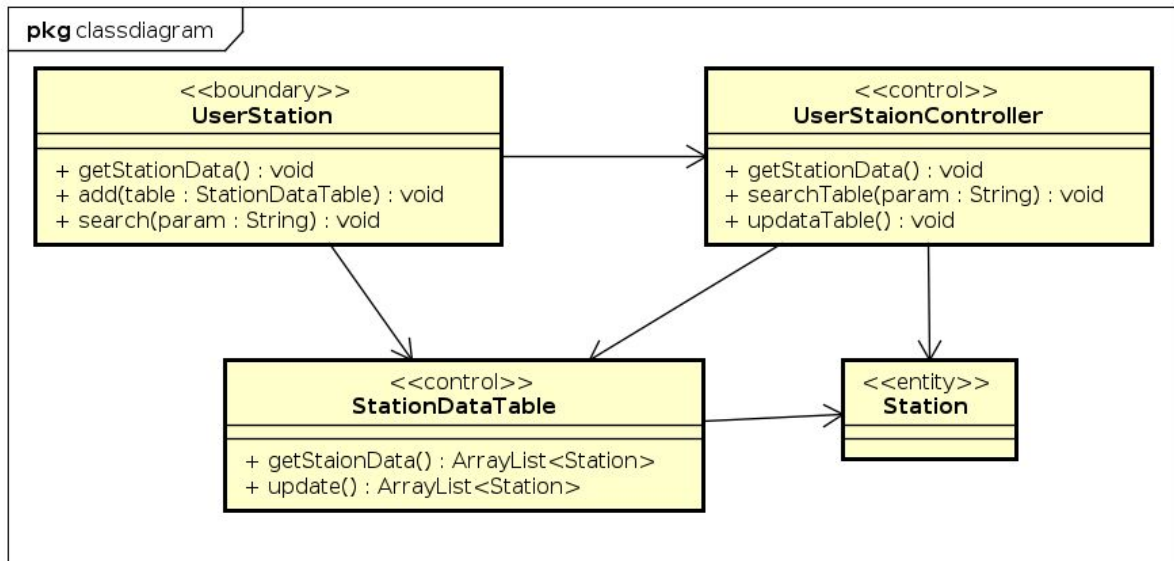 pkg classdiagram
<<boundary>>
UserStation
+ getStationData() : void
+ add(table : StationDataTable) : void
+ search(param : String) : void
<<control>>
UserStaionController
+ getStationData() : void
+ searchTable(param : String) : void
+ updataTable() : void
<<control>>
StationDataTable
+ getStaionData() : ArrayList<Station>
+ update() : ArrayList<Station>
<<entity>>
Station